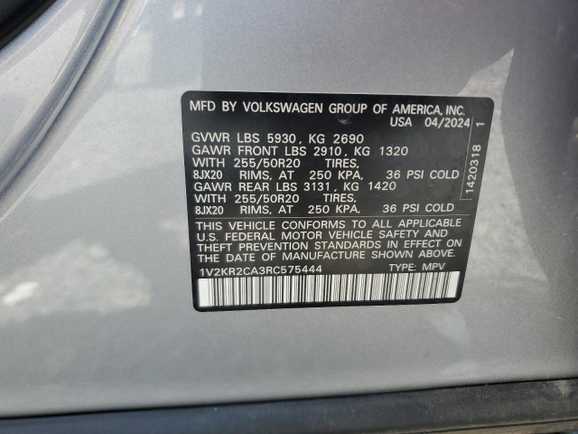 MFD BY VOLKSWAGEN GROUP OF AMERICA, INC.
USA 04/2024
GVWR LBS 5930, KG 2690
GAWR FRONT LBS 2910, KG 1320
WITH 255/50R20 TIRES,
8JX20 RIMS, AT 250 KPA, 36 PSI COLD
GAWR REAR LBS 3131, KG 1420
WITH 255/50R20 TIRES,
8JX20 RIMS, AT 250 KPA, 36 PSI COLD
THIS VEHICLE CONFORMS TO ALL APPLICABLE
U.S. FEDERAL MOTOR VEHICLE SAFETY AND
THEFT PREVENTION STANDARDS IN EFFECT ON
THE DATE OF MANUFACTURE SHOWN ABOVE.
1V2KR2CA3RC575444 TYPE: MPV
1420318 1